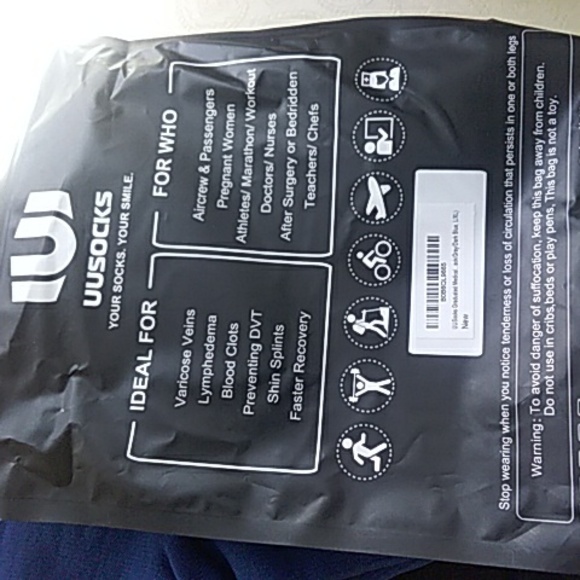 UUSOCKS
YOUR SOCKS. YOUR SMILE.
IDEAL FOR
Varicose Veins
Lymphedema
Blood Clots
Preventing DVT
Shin Splints
Faster Recovery
FOR WHO
Aircrew & Passengers
Pregnant Women
Athletes/ Marathon/ Workout
Doctors/ Nurses
After Surgery or Bedridden
Teachers/ Chefs
New
Stop wearing when you notice tenderness or loss of circulation that persists in one or both legs
Warning: To avoid danger of suffocation, keep this bag away from children.
Do not use in cribs,beds or play pens. This bag is not a toy.